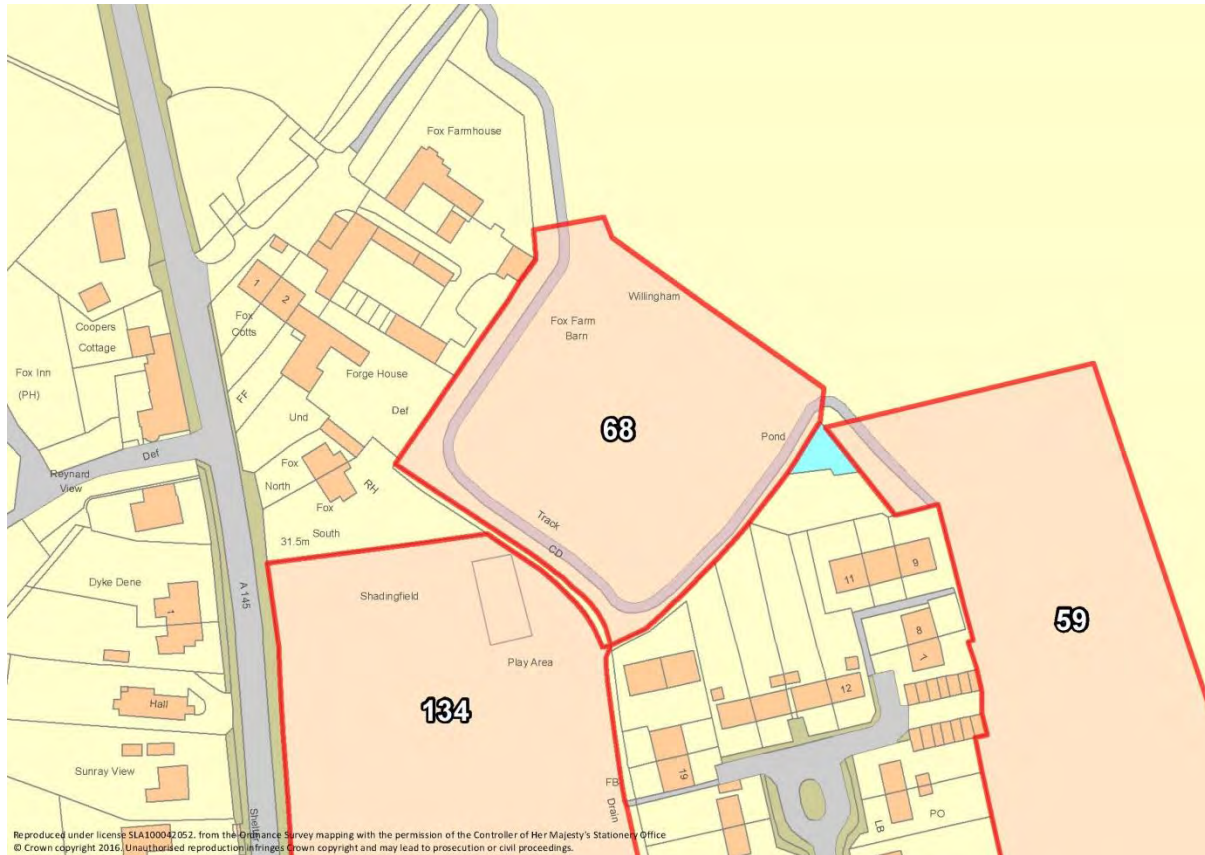 Fox Farmhouse
Willingham
Fox Farm
Barn
1
2
Fox
Cotts
Coopers
Cottage
Fox Inn
(PH)
FF
Forge House
Def
Und
68
Pond
Def
Reynard
View
Fox
North
RH
Fox
South
31.5m
Track
CD
Dyke Dene
A 145
1
Shadingfield
Play Area
134
11
9
8
7
59
12
Hall
Sunray View
19
FB
Drain
Shelter
LB
PO
Reproduced under license SLA100042052. from the Ordnance Survey mapping with the permission of the Controller of Her Majesty's Stationery Office
© Crown copyright 2016. Unauthorised reproduction infringes Crown copyright and may lead to prosecution or civil proceedings.